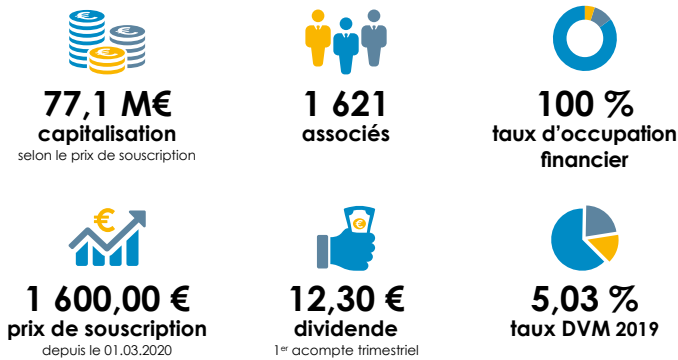 77,1 M€
capitalisation
selon le prix de souscription
1 621
associés
100 %
taux d'occupation
financier
1 600,00 €
prix de souscription
depuis le 01.03.2020
12,30 €
dividende
1er acompte trimestriel
5,03 %
taux DVM 2019